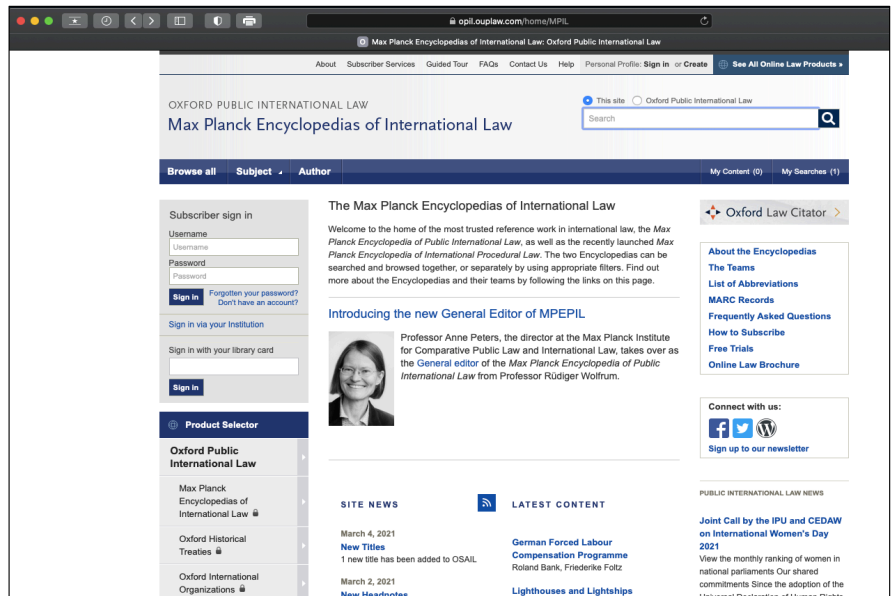 opil.ouplaw.com/home/MPIL
Max Planck Encyclopedias of International Law: Oxford Public International Law
About Subscriber Services Guided Tour FAQs Contact Us Help Personal Profile: Sign in or Create See All Online Law Products »
OXFORD PUBLIC INTERNATIONAL LAW
Max Planck Encyclopedias of International Law
This site Oxford Public International Law
Search
Browse all Subject Author
My Content (0) My Searches (1)
Subscriber sign in
Username
Username
Password
Password
Sign in
Forgotten your password?
Don't have an account?
Sign in via your Institution
Sign in with your library card
Sign in
Product Selector
Oxford Public
International Law
Max Planck
Encyclopedias of
International Law
Oxford Historical
Treaties
Oxford International
Organizations
The Max Planck Encyclopedias of International Law
Welcome to the home of the most trusted reference work in international law, the Max
Planck Encyclopedia of Public International Law, as well as the recently launched Max
Planck Encyclopedia of International Procedural Law. The two Encyclopedias can be
searched and browsed together, or separately by using appropriate filters. Find out
more about the Encyclopedias and their teams by following the links on this page.
Introducing the new General Editor of MPEPIL
Professor Anne Peters, the director at the Max Planck Institute
for Comparative Public Law and International Law, takes over as
the General editor of the Max Planck Encyclopedia of Public
International Law from Professor Rüdiger Wolfrum.
SITE NEWS
March 4, 2021
New Titles
1 new title has been added to OSAIL
March 2, 2021
New Headnotes
LATEST CONTENT
German Forced Labour
Compensation Programme
Roland Bank, Friederike Foltz
Lighthouses and Lightships
Oxford Law Citator
About the Encyclopedias
The Teams
List of Abbreviations
MARC Records
Frequently Asked Questions
How to Subscribe
Free Trials
Online Law Brochure
Connect with us:
Sign up to our newsletter
PUBLIC INTERNATIONAL LAW NEWS
Joint Call by the IPU and CEDAW
on International Women's Day
2021
View the monthly ranking of women in
national parliaments Our shared
commitments Since the adoption of the
Universal Declaration of Human Rights